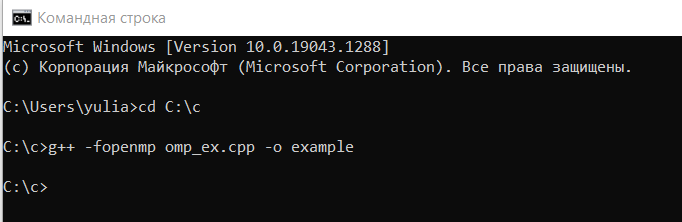 C:\. Командная строка
Microsoft Windows [Version 10.0.19043.1288]
(c) Корпорация Майкрософт (Microsoft Corporation). Все права защищены.
C:\Users\yulia>cd C:\c
C:\c>g++ -fopenmp omp_ex.cpp -o example
C:\c>